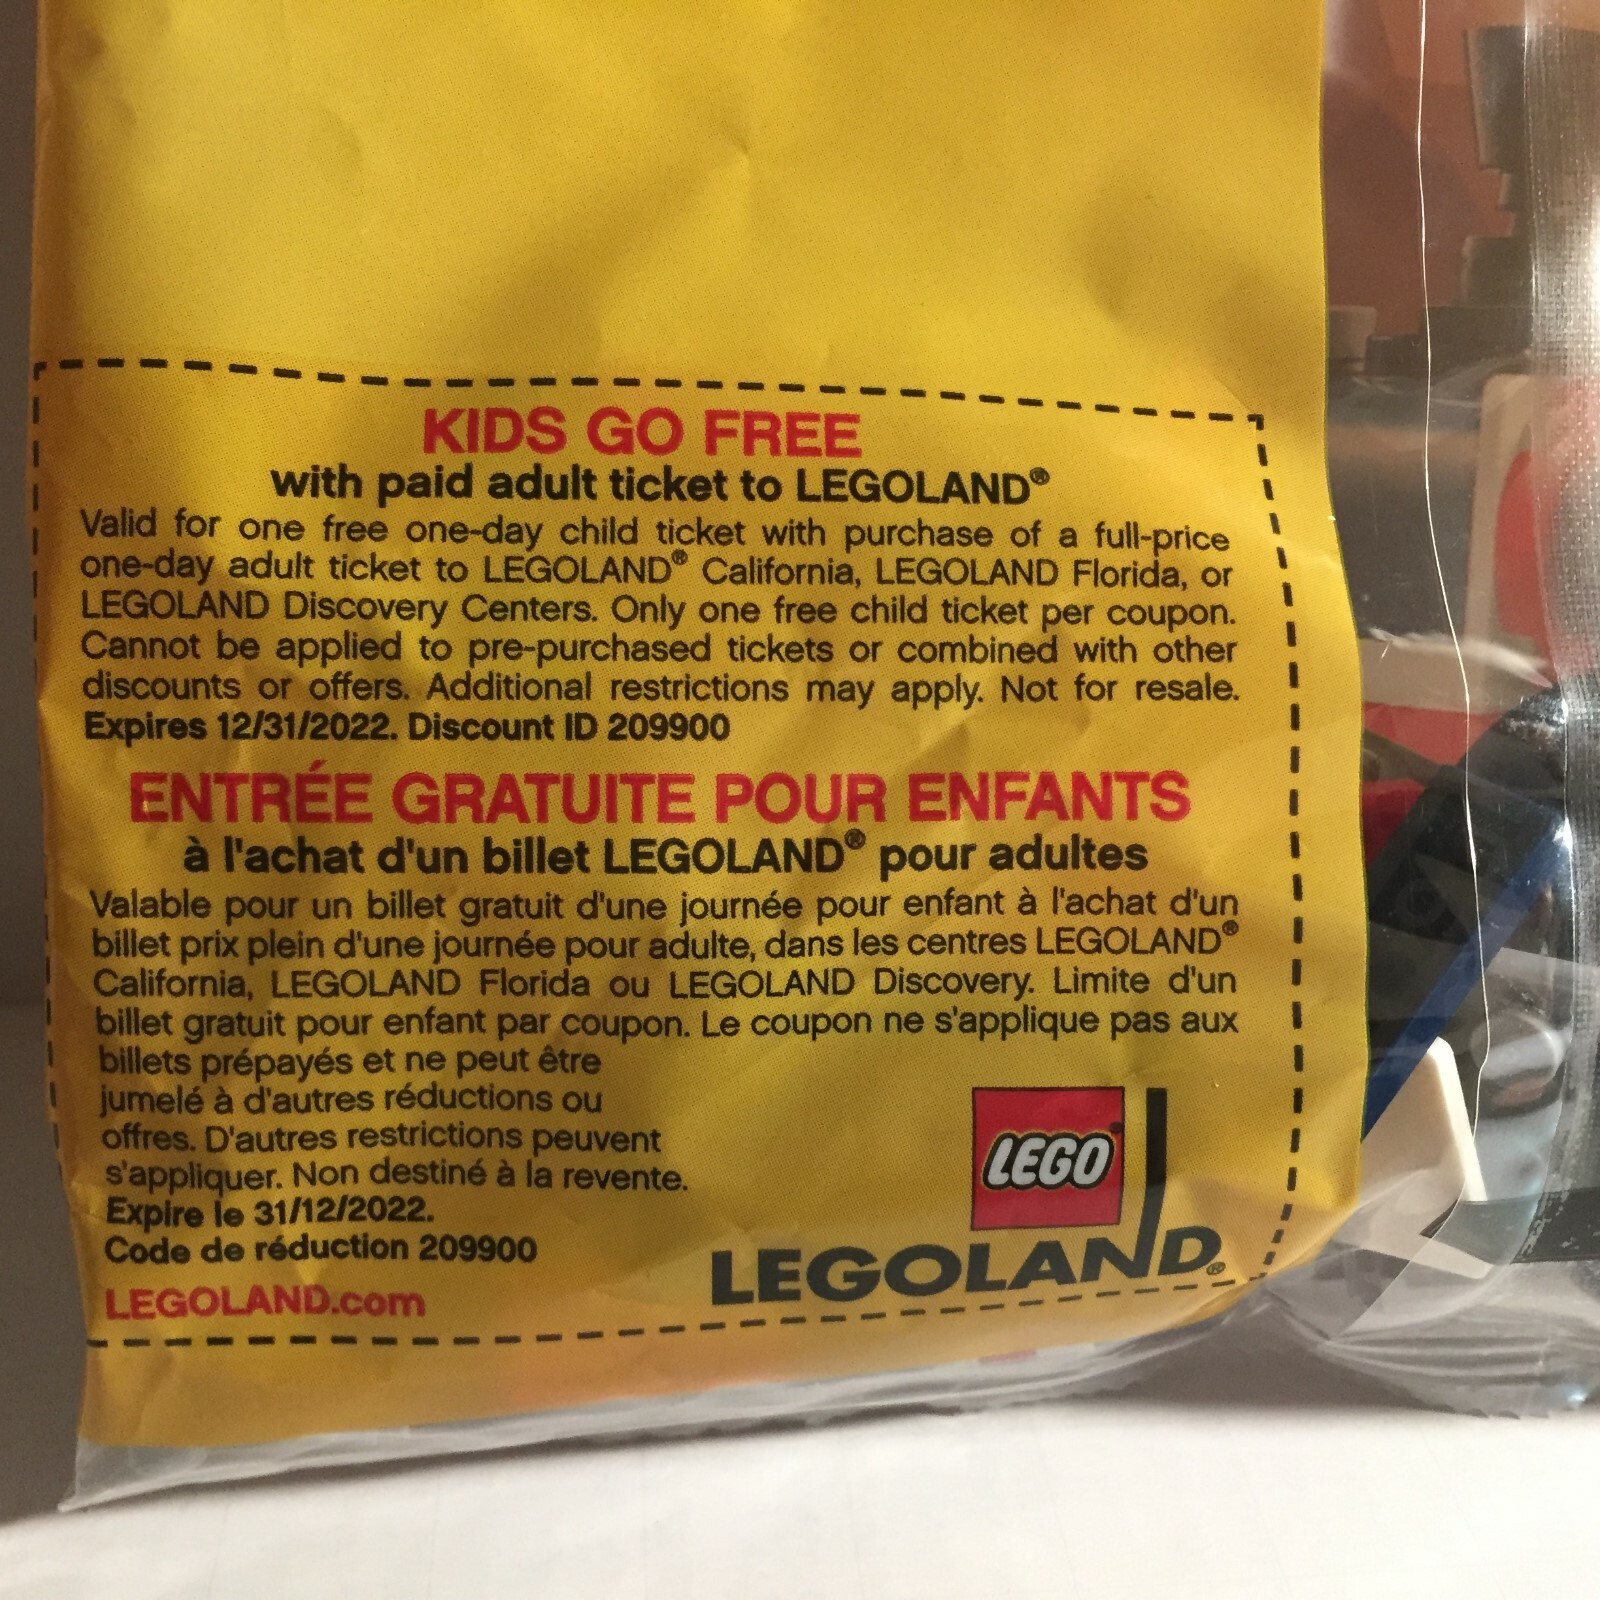 KIDS GO FREE
with paid adult ticket to LEGOLAND®
Valid for one free one-day child ticket with purchase of a full-price
one-day adult ticket to LEGOLAND® California, LEGOLAND Florida, or
LEGOLAND Discovery Centers. Only one free child ticket per coupon.
Cannot be applied to pre-purchased tickets or combined with other
discounts or offers. Additional restrictions may apply. Not for resale.
Expires 12/31/2022. Discount ID 209900
ENTRÉE GRATUITE POUR ENFANTS
à l'achat d'un billet LEGOLAND® pour adultes
Valable pour un billet gratuit d'une journée pour enfant à l'achat d'un
billet prix plein d'une journée pour adulte, dans les centres LEGOLAND®
California, LEGOLAND Florida ou LEGOLAND Discovery. Limite d'un
billet gratuit pour enfant par coupon. Le coupon ne s'applique pas aux
billets prépayés et ne peut être
jumelé à d'autres réductions ou
offres. D'autres restrictions peuvent
s'appliquer. Non destiné à la revente.
Expire le 31/12/2022.
Code de réduction 209900
LEGOLAND.com
LEGO
LEGOLAND®